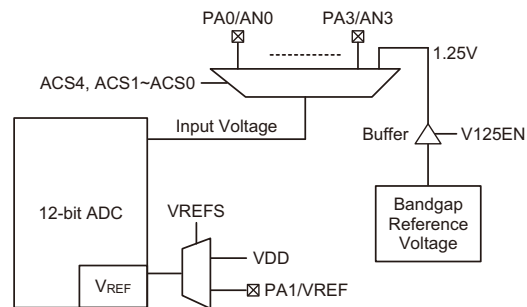 PA0/AN0
PA3/AN3
1.25V
ACS4, ACS1~ACS0
Input Voltage
Buffer
V125EN
12-bit ADC
VREFS
Bandgap
Reference
Voltage
VDD
VREF
PA1/VREF